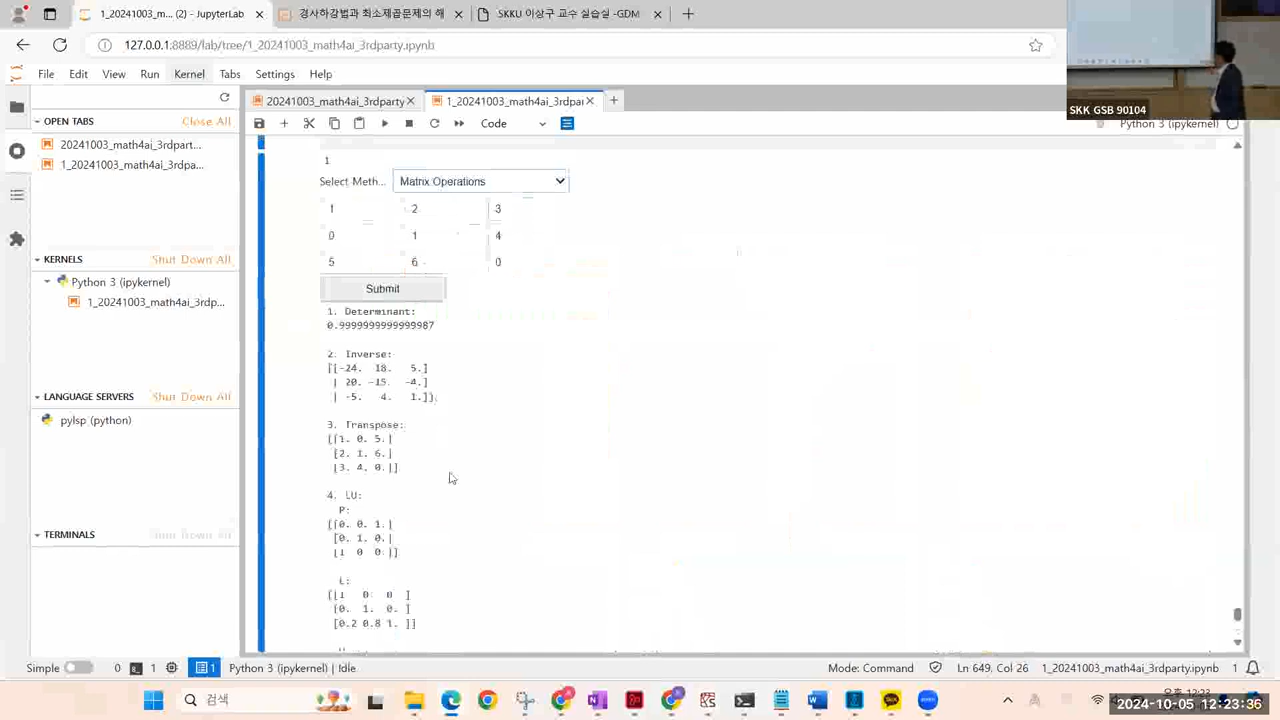 1_20241003_m... (2) - JupyterLab
경사하강법과 최소제곱문제의 해
SKKU 이상구 교수 실습실 -GDM
127.0.0.1:8889/lab/tree/1_20241003_math4ai_3rdparty.ipynb
File Edit View Run Kernel Tabs Settings Help
SKK GSB 90104
20241003_math4ai_3rdparty
1_20241003_math4ai_3rdpar
OPEN TABS Close All
20241003_math4ai_3rdpart...
1_20241003_math4ai_3rdpa...
Code
Python 3 (ipykernel)
1
Select Meth... Matrix Operations
1 2 3
0 1 4
5 6 0
Submit
KERNELS Shut Down All
Python 3 (ipykernel)
1_20241003_math4ai_3rdp...
1. Determinant:
0.9999999999999987
2. Inverse:
[[-24. 18. 5.]
[ 20. -15. -4.]
[ -5. 4. 1.]]
LANGUAGE SERVERS Shut Down All
pylsp (python)
3. Transpose:
[[1. 0. 5.]
[2. 1. 6.]
[3. 4. 0.]]
4. LU:
P:
[[0. 0. 1.]
[0. 1. 0.]
[1 0 0]]
TERMINALS Shut Down All
L:
[[1 0 0 ]
[0. 1. 0. ]
[0.2 0.8 1. ]]
Simple 0 1 1 Python 3 (ipykernel) | Idle
Mode: Command Ln 649, Col 26 1_20241003_math4ai_3rdparty.ipynb 1
검색
2024-10-05 12:23:36